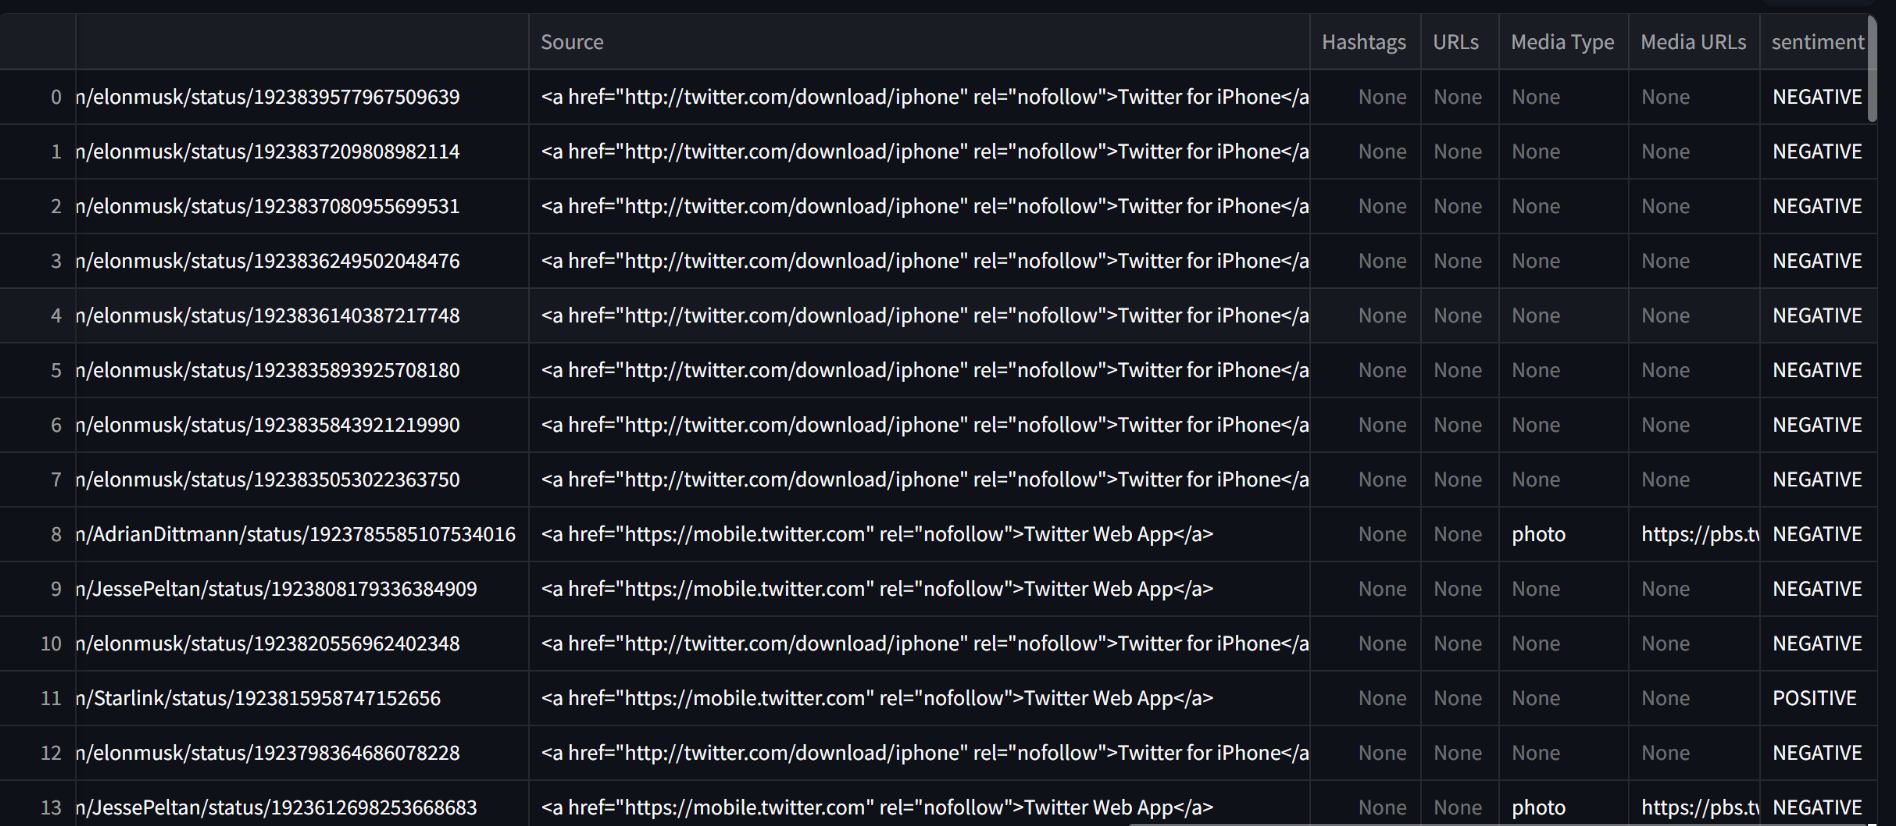 Source Hashtags URLs Media Type Media URLs sentiment
0 n/elonmusk/status/1923839577967509639 <a href="http://twitter.com/download/iphone" rel="nofollow">Twitter for iPhone</a None None None None NEGATIVE
1 n/elonmusk/status/1923837209808982114 <a href="http://twitter.com/download/iphone" rel="nofollow">Twitter for iPhone</a None None None None NEGATIVE
2 n/elonmusk/status/1923837080955699531 <a href="http://twitter.com/download/iphone" rel="nofollow">Twitter for iPhone</a None None None None NEGATIVE
3 n/elonmusk/status/1923836249502048476 <a href="http://twitter.com/download/iphone" rel="nofollow">Twitter for iPhone</a None None None None NEGATIVE
4 n/elonmusk/status/1923836140387217748 <a href="http://twitter.com/download/iphone" rel="nofollow">Twitter for iPhone</a None None None None NEGATIVE
5 n/elonmusk/status/1923835893925708180 <a href="http://twitter.com/download/iphone" rel="nofollow">Twitter for iPhone</a None None None None NEGATIVE
6 n/elonmusk/status/1923835843921219990 <a href="http://twitter.com/download/iphone" rel="nofollow">Twitter for iPhone</a None None None None NEGATIVE
7 n/elonmusk/status/1923835053022363750 <a href="http://twitter.com/download/iphone" rel="nofollow">Twitter for iPhone</a None None None None NEGATIVE
8 n/AdrianDittmann/status/1923785585107534016 <a href="https://mobile.twitter.com" rel="nofollow">Twitter Web App</a> None None photo https://pbs.tw NEGATIVE
9 n/JessePeltan/status/1923808179336384909 <a href="https://mobile.twitter.com" rel="nofollow">Twitter Web App</a> None None None None NEGATIVE
10 n/elonmusk/status/1923820556962402348 <a href="http://twitter.com/download/iphone" rel="nofollow">Twitter for iPhone</a None None None None NEGATIVE
11 n/Starlink/status/1923815958747152656 <a href="https://mobile.twitter.com" rel="nofollow">Twitter Web App</a> None None None None POSITIVE
12 n/elonmusk/status/1923798364686078228 <a href="http://twitter.com/download/iphone" rel="nofollow">Twitter for iPhone</a None None None None NEGATIVE
13 n/JessePeltan/status/1923612698253668683 <a href="https://mobile.twitter.com" rel="nofollow">Twitter Web App</a> None None photo https://pbs.tw NEGATIVE